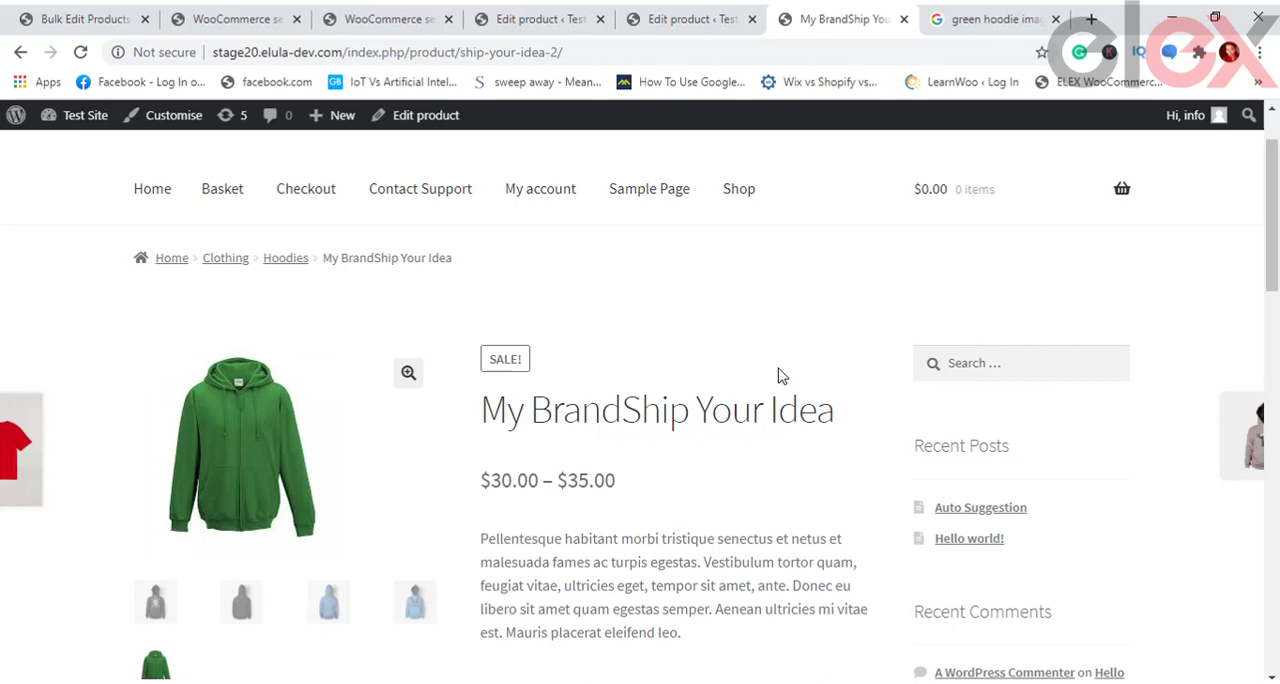 Bulk Edit Products
WooCommerce se
WooCommerce se
Edit product ‹ Test
Edit product ‹ Test
My BrandShip You
green hoodie ima
elex
Not secure
stage20.elula-dev.com/index.php/product/ship-your-idea-2/
Apps
Facebook - Log In o...
facebook.com
GB
IoT Vs Artificial Intel...
sweep away - Mean...
How To Use Google...
Wix vs Shopify vs...
LearnWoo ‹ Log In
ELEX WooCommerc...
Test Site
Customise
5
0
New
Edit product
Hi, info
Home
Basket
Checkout
Contact Support
My account
Sample Page
Shop
$0.00 0 items
Home › Clothing › Hoodies › My BrandShip Your Idea
SALE!
My BrandShip Your Idea
$30.00 – $35.00
Pellentesque habitant morbi tristique senectus et netus et
malesuada fames ac turpis egestas. Vestibulum tortor quam,
feugiat vitae, ultricies eget, tempor sit amet, ante. Donec eu
libero sit amet quam egestas semper. Aenean ultricies mi vitae
est. Mauris placerat eleifend leo.
Search …
Recent Posts
Auto Suggestion
Hello world!
Recent Comments
A WordPress Commenter on Hello